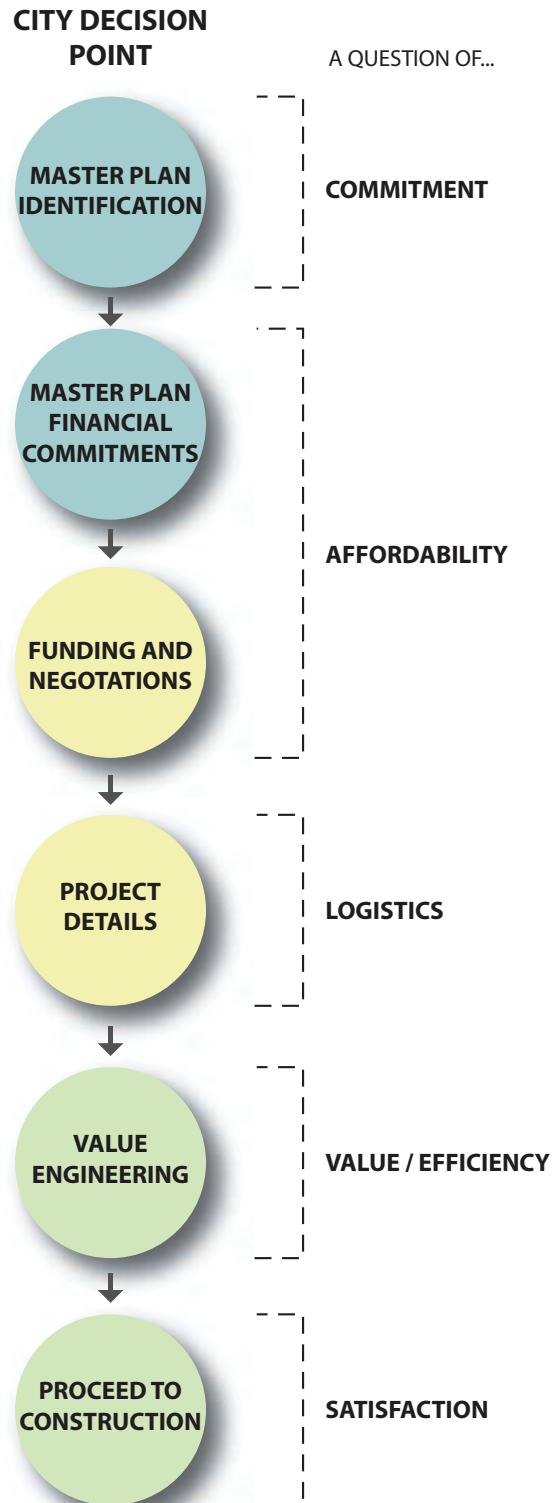 CITY DECISION
POINT
A QUESTION OF...
MASTER PLAN
IDENTIFICATION
COMMITMENT
MASTER PLAN
FINANCIAL
COMMITMENTS
AFFORDABILITY
FUNDING AND
NEGOTATIONS
PROJECT
DETAILS
LOGISTICS
VALUE
ENGINEERING
VALUE / EFFICIENCY
PROCEED TO
CONSTRUCTION
SATISFACTION